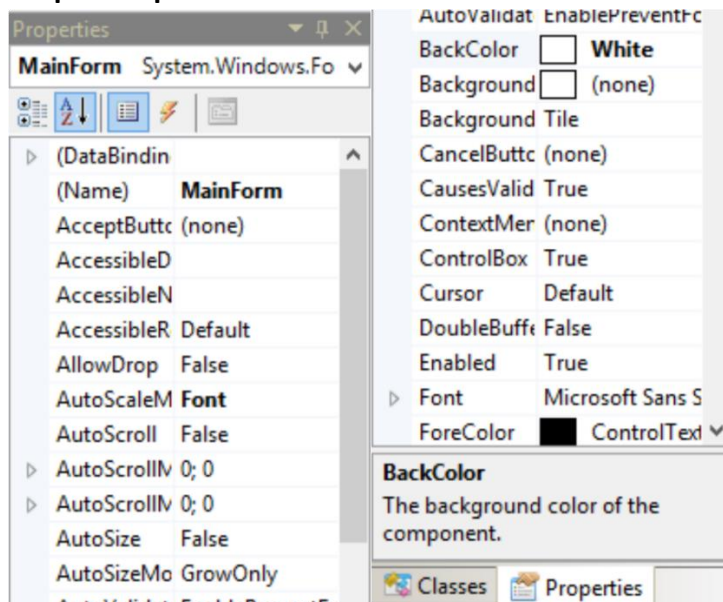 Properties
MainForm System.Windows.Fo
(DataBindin
(Name) MainForm
AcceptButtc (none)
AccessibleD
AccessibleN
AccessibleR Default
AllowDrop False
AutoScaleM Font
AutoScroll False
AutoScrollM 0; 0
AutoScrollM 0; 0
AutoSize False
AutoSizeMo GrowOnly
AutoValidat EnablePreventFc
BackColor White
Background (none)
Background Tile
CancelButtc (none)
CausesValid True
ContextMer (none)
ControlBox True
Cursor Default
DoubleBuffe False
Enabled True
Font Microsoft Sans S
ForeColor ControlText
BackColor
The background color of the
component.
Classes Properties